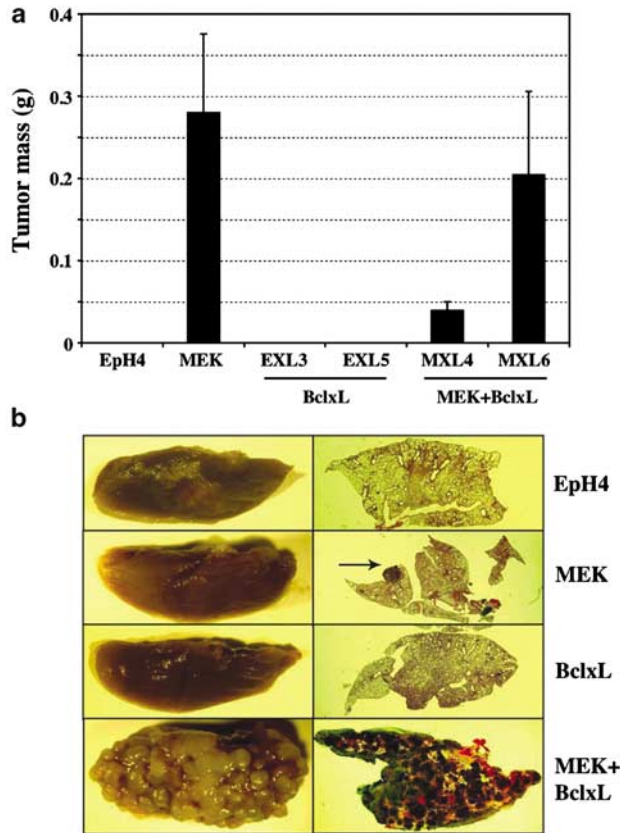 a
Tumor mass (g)
0.4
0.3
0.2
0.1
0
EpH4 MEK EXL3 EXL5 MXL4 MXL6
BclxL MEK+BclxL
b
EpH4
MEK
BclxL
MEK+
BclxL